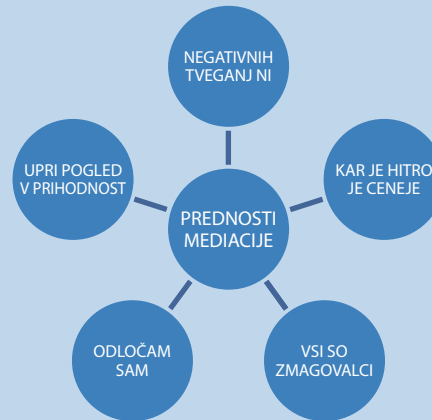 NEGATIVNIH
TVEGANJ NI
UPRI POGLED
V PRIHODNOST
KAR JE HITRO
JE CENEJE
PREDNOSTI
MEDIACIJE
ODLOČAM
SAM
VSI SO
ZMAGOVALCI